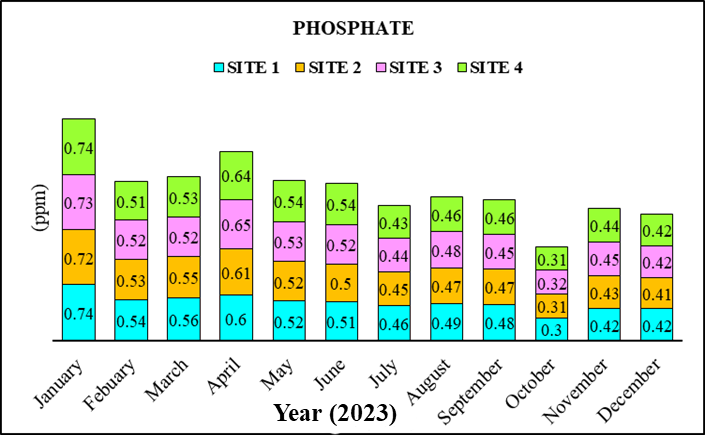 PHOSPHATE
SITE 1 SITE 2 SITE 3 SITE 4
(ppm)
0.74 0.51 0.53 0.64 0.54 0.54 0.43 0.46 0.46 0.31 0.44 0.42
0.73 0.52 0.52 0.65 0.53 0.52 0.44 0.48 0.45 0.32 0.45 0.42
0.72 0.53 0.55 0.61 0.52 0.5 0.45 0.47 0.47 0.31 0.43 0.41
0.74 0.54 0.56 0.6 0.52 0.51 0.46 0.49 0.48 0.3 0.42 0.42
January Febuary March April May June July August September October November December
Year (2023)